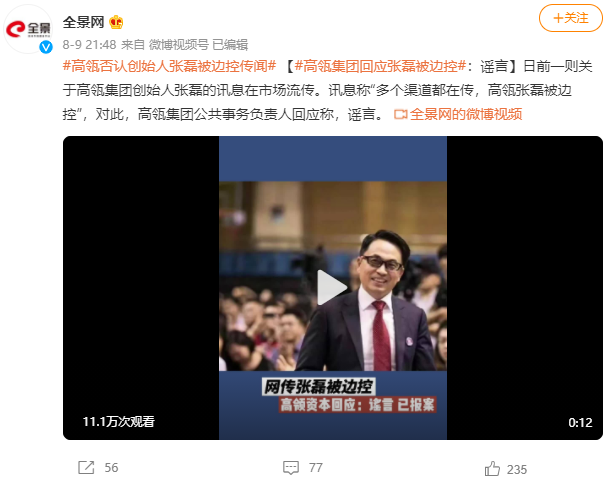 全景
全景网
+关注
8-9 21:48 来自 微博视频号 已编辑
#高瓴否认创始人张磊被边控传闻# 【#高瓴集团回应张磊被边控#：谣言】日前一则关
于高瓴集团创始人张磊的讯息在市场流传。讯息称“多个渠道都在传，高瓴张磊被边
控”，对此，高瓴集团公共事务负责人回应称，谣言。 全景网的微博视频
网传张磊被边控
高领资本回应：谣言 已报案
11.1万次观看
0:12
56
77
235